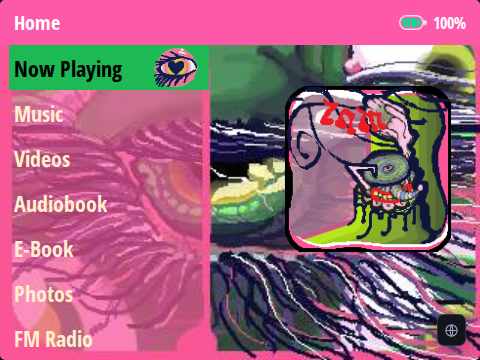 Home
100%
Now Playing
Music
Videos
Audiobook
E-Book
Photos
FM Radio